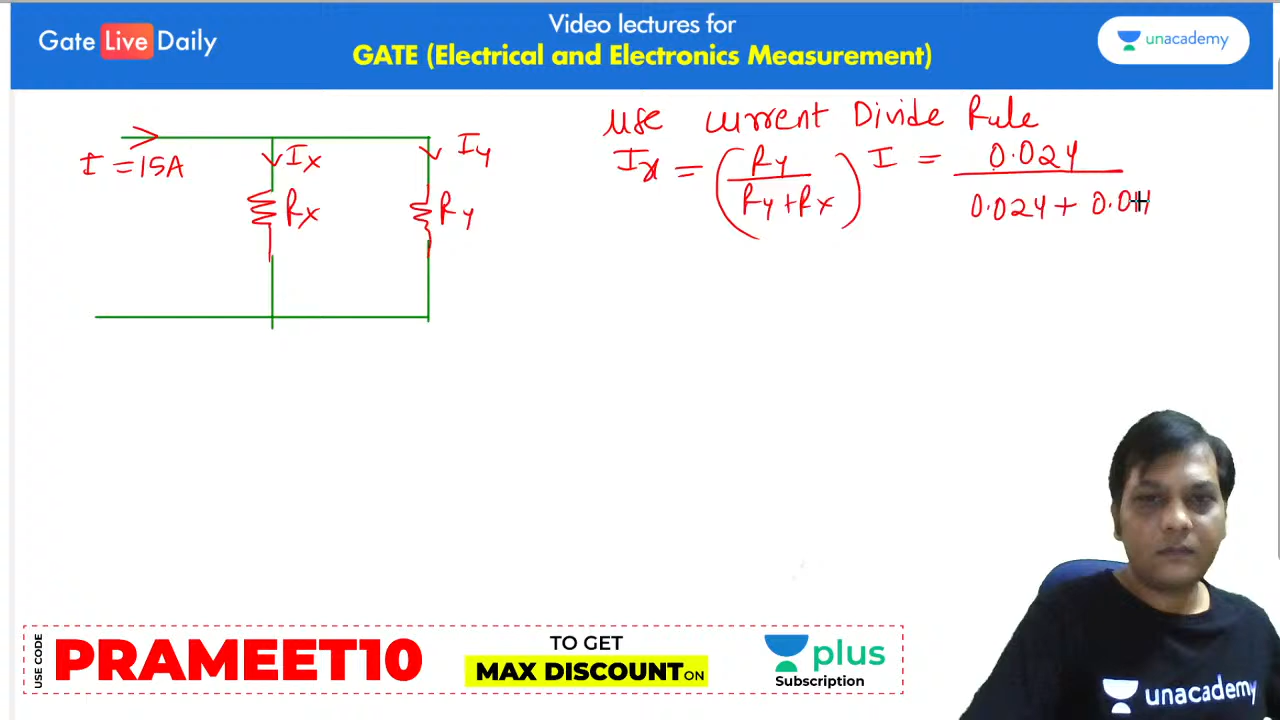 Gate Live Daily
Video lectures for
GATE (Electrical and Electronics Measurement)
unacademy
Use Current Divide Rule
I = 15A
Ix
Iy
Rx
Ry
Ix = (Ry / Ry + Rx) I = 0.024 / 0.024 + 0.04
USE CODE
PRAMEET10
TO GET
MAX DISCOUNT ON
plus
Subscription
unacademy